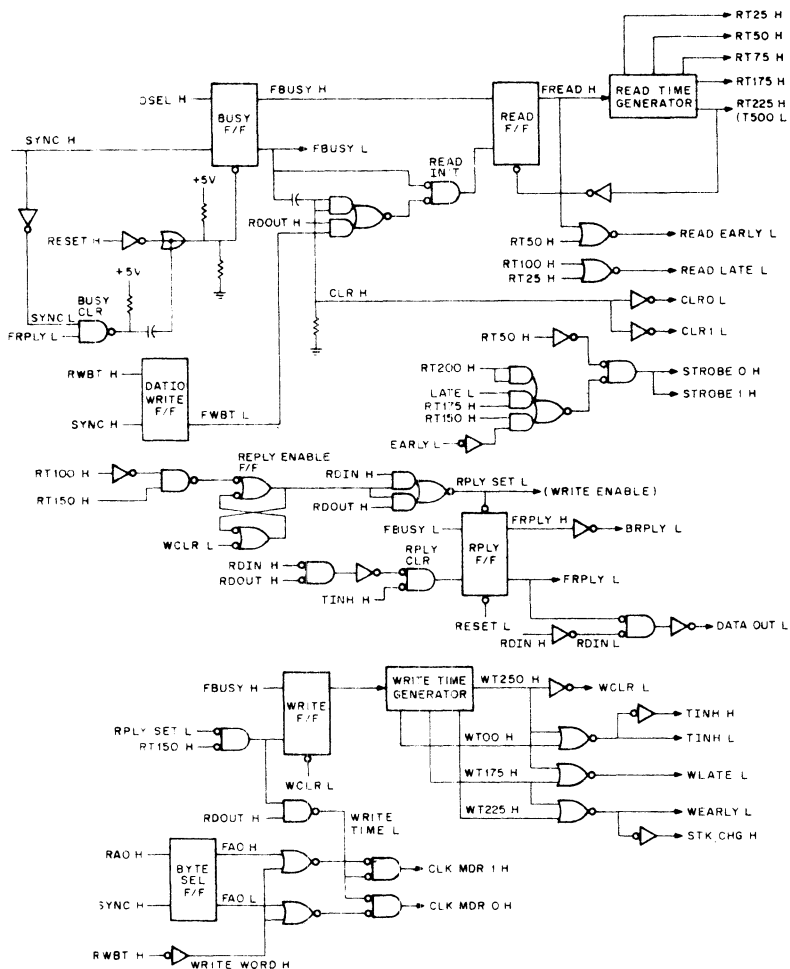 RT25 H
RT50 H
RT75 H
RT175 H
RT225 H
(T500 L
READ TIME
GENERATOR
FREAD H
READ
F/F
FBUSY H
OSEL H
BUSY
F/F
SYNC H
FBUSY L
READ
INIT
+5V
RDOUT H
RESET H
+5V
BUSY
CLR
SYNC L
FRPLY L
RT50 H
READ EARLY L
RT100 H
RT25 H
READ LATE L
CLR H
CLR0 L
CLR1 L
RT50 H
STROBE 0 H
STROBE 1 H
RWBT H
DATIO
WRITE
F/F
SYNC H
FWBT L
RT200 H
LATE L
RT175 H
RT150 H
EARLY L
RT100 H
RT150 H
REPLY ENABLE
F/F
WCLR L
RDIN H
RDOUT H
RPLY SET L
(WRITE ENABLE)
FBUSY L
RPLY
F/F
FRPLY H
BRPLY L
RDIN H
RDOUT H
RPLY
CLR
TINH H
FRPLY L
RESET L
RDIN H
RDIN L
DATA OUT L
FBUSY H
WRITE
F/F
WRITE TIME
GENERATOR
WT250 H
WCLR L
RPLY SET L
RT150 H
WT00 H
TINH H
TINH L
WCLR L
WT175 H
WLATE L
RDOUT H
WRITE
TIME L
WT225 H
WEARLY L
STK CHG H
RAO H
BYTE
SEL
F/F
FAO H
CLK MDR 1 H
SYNC H
FAO L
CLK MDR 0 H
RWBT H
WRITE WORD H